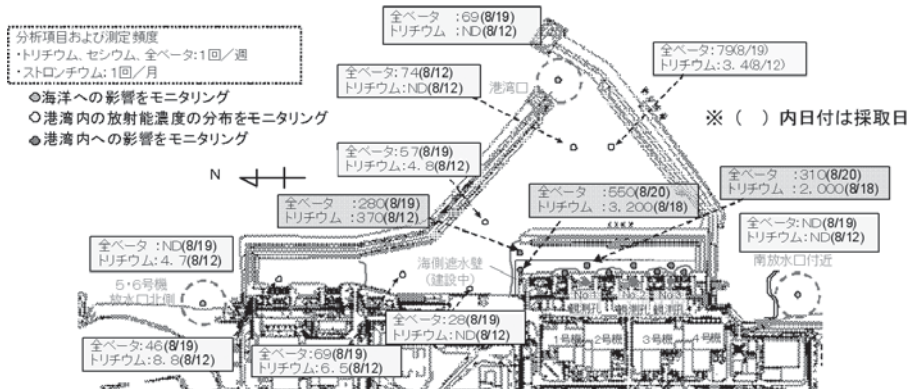 分析項目および測定頻度
・トリチウム、セシウム、全ベータ:1回／週
・ストロンチウム:1回／月
◎海洋への影響をモニタリング
○港湾内の放射能濃度の分布をモニタリング
◎港湾内への影響をモニタリング
全ベータ :69(8/19)
トリチウム :ND(8/12)
全ベータ:79(8/19)
トリチウム:3.4(8/12)
全ベータ:74(8/12)
トリチウム:ND(8/12)
港湾口
※（　）内日付は採取日
全ベータ:57(8/19)
トリチウム:4.8(8/12)
N
全ベータ :280(8/19)
トリチウム :370(8/12)
全ベータ :550(8/20)
トリチウム :3,200(8/18)
全ベータ :310(8/20)
トリチウム :2,000(8/18)
全ベータ:ND(8/19)
トリチウム:ND(8/12)
南放水口付近
全ベータ :ND(8/19)
トリチウム:4.7(8/12)
5・6号機
放水口北側
海側遮水壁
(建設中)
No.1
観測孔
No.2
観測孔
No.3
観測孔
全ベータ:28(8/19)
トリチウム:ND(8/12)
1号機
2号機
3号機
4号機
全ベータ:46(8/19)
トリチウム:8.8(8/12)
全ベータ:69(8/19)
トリチウム:6.5(8/12)